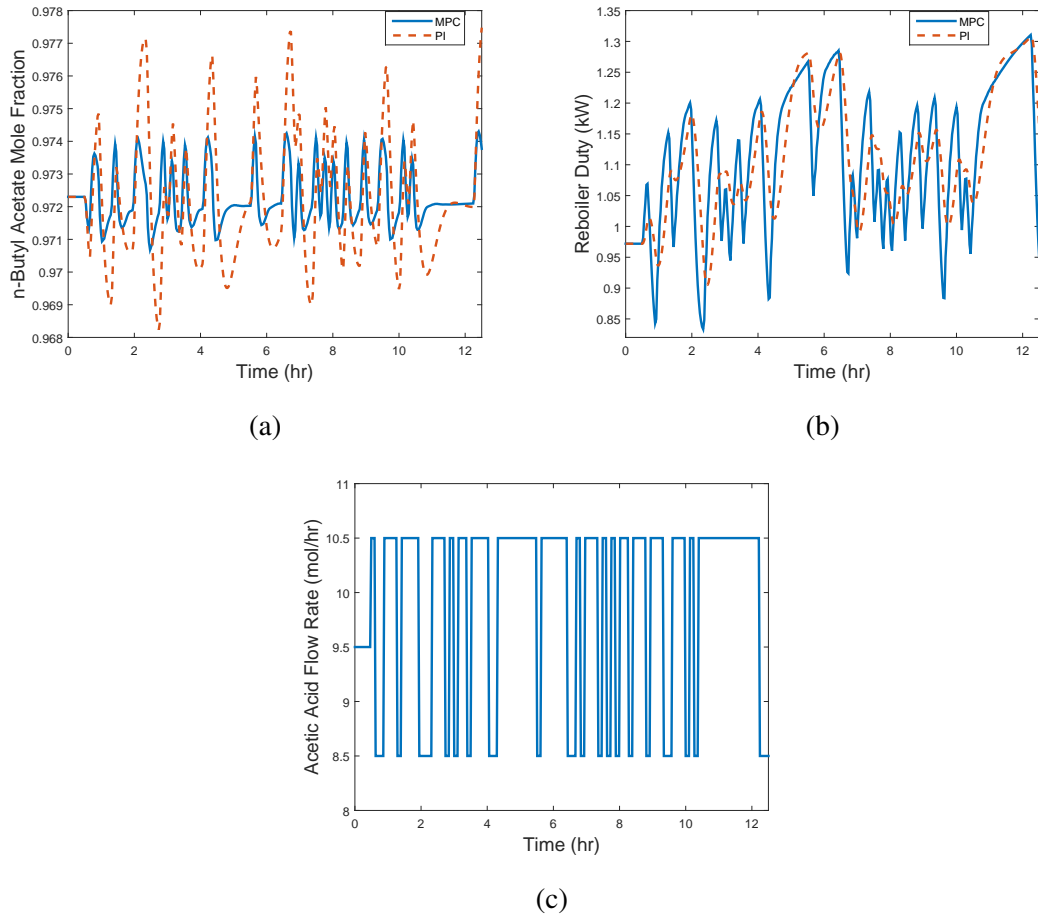 0.978
0.977
0.976
0.975
0.974
0.973
0.972
0.971
0.97
0.969
0.968
n-Butyl Acetate Mole Fraction
MPC
PI
0 2 4 6 8 10 12
Time (hr)
(a)
1.35
1.3
1.25
1.2
1.15
1.1
1.05
1
0.95
0.9
0.85
Reboiler Duty (kW)
MPC
PI
0 2 4 6 8 10 12
Time (hr)
(b)
11
10.5
10
9.5
9
8.5
8
Acetic Acid Flow Rate (mol/hr)
0 2 4 6 8 10 12
Time (hr)
(c)